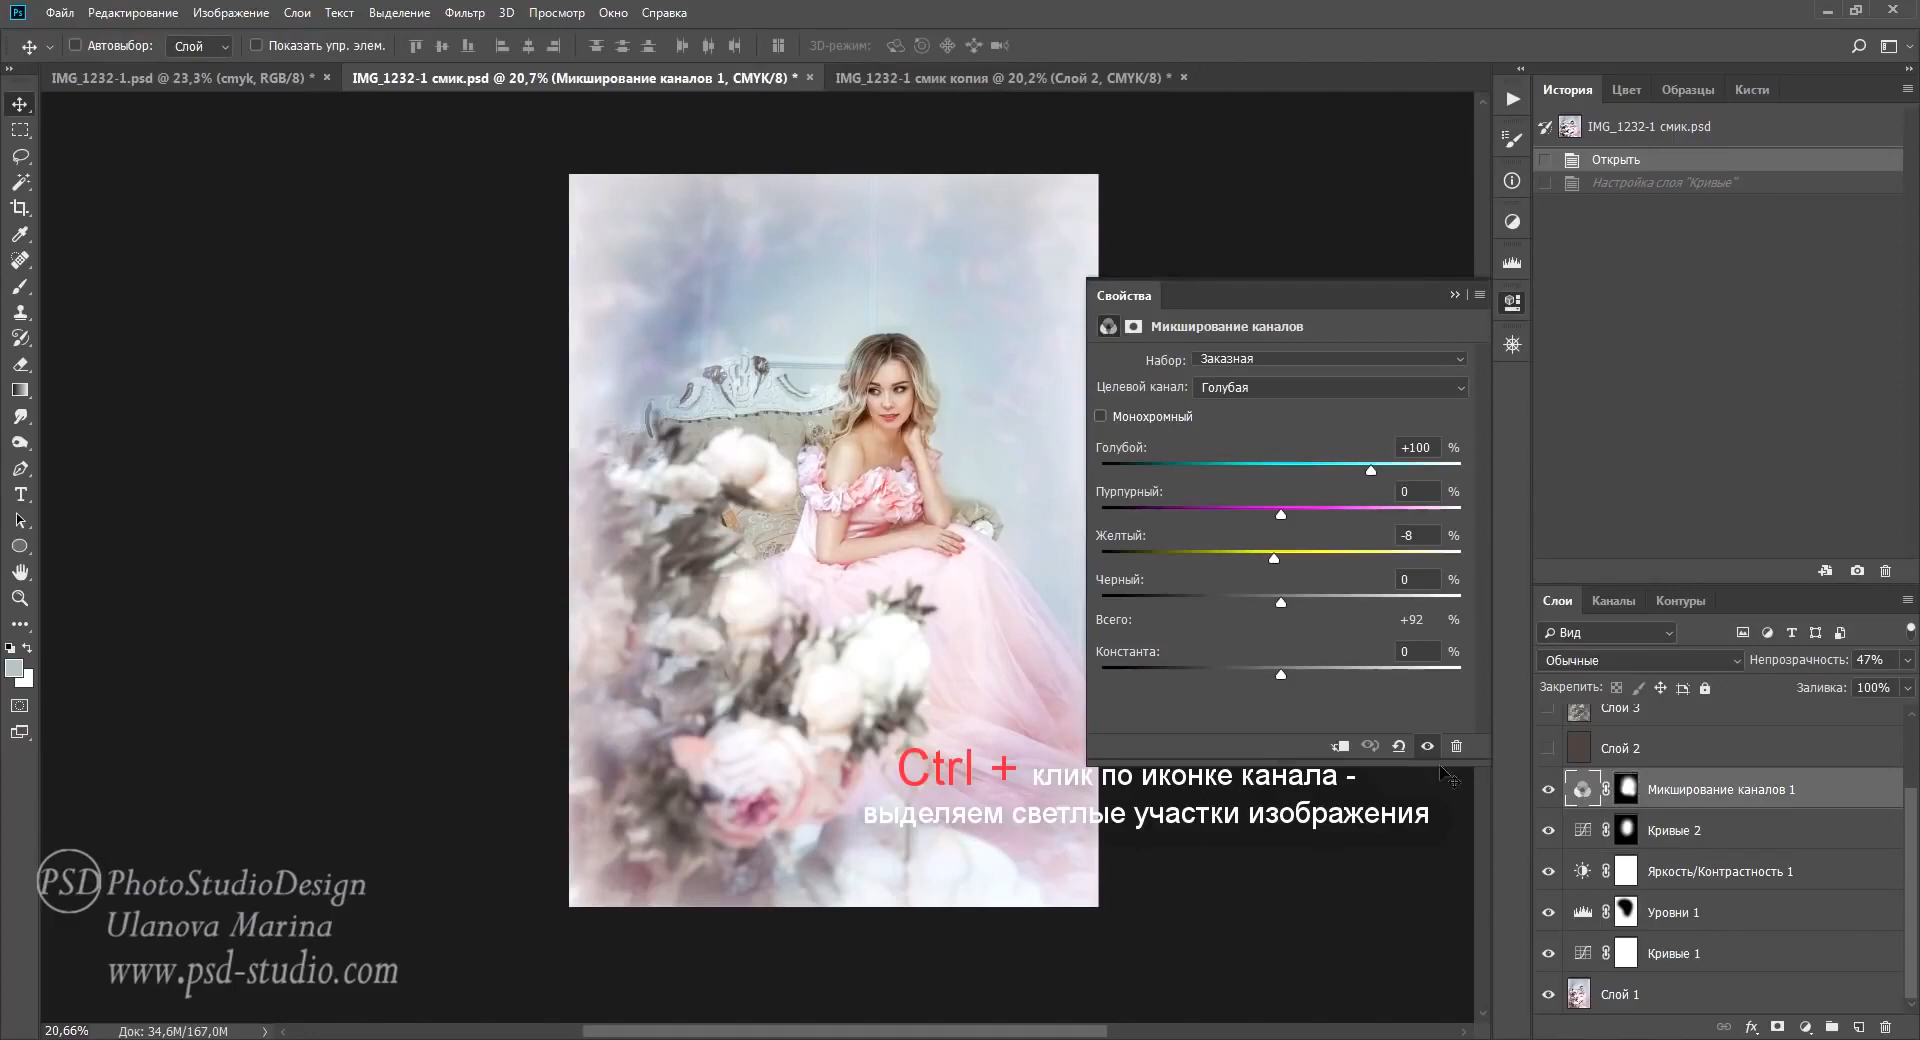 Ps Файл Редактирование Изображение Слои Текст Выделение Фильтр 3D Просмотр Окно Справка
Автовыбор: Слой Показать упр. элем. 3D-режим:
IMG_1232-1.psd @ 23,3% (cmyk, RGB/8) * × IMG_1232-1 смик.psd @ 20,7% (Микширование каналов 1, CMYK/8) * × IMG_1232-1 смик копия @ 20,2% (Слой 2, CMYK/8) * ×
История Цвет Образцы Кисти
IMG_1232-1 смик.psd
Открыть
Настройка слоя "Кривые"
Свойства
Микширование каналов
Набор: Заказная
Целевой канал: Голубая
Монохромный
Голубой: +100 %
Пурпурный: 0 %
Желтый: -8 %
Черный: 0 %
Всего: +92 %
Константа: 0 %
Слои Каналы Контуры
Вид
Обычные Непрозрачность: 47%
Закрепить: Заливка: 100%
Слой 3
Слой 2
Микширование каналов 1
Кривые 2
Яркость/Контрастность 1
Уровни 1
Кривые 1
Слой 1
Ctrl + клик по иконке канала -
выделяем светлые участки изображения
PSD PhotoStudioDesign
Ulanova Marina
www.psd-studio.com
20,66% Док: 34,6M/167,0M